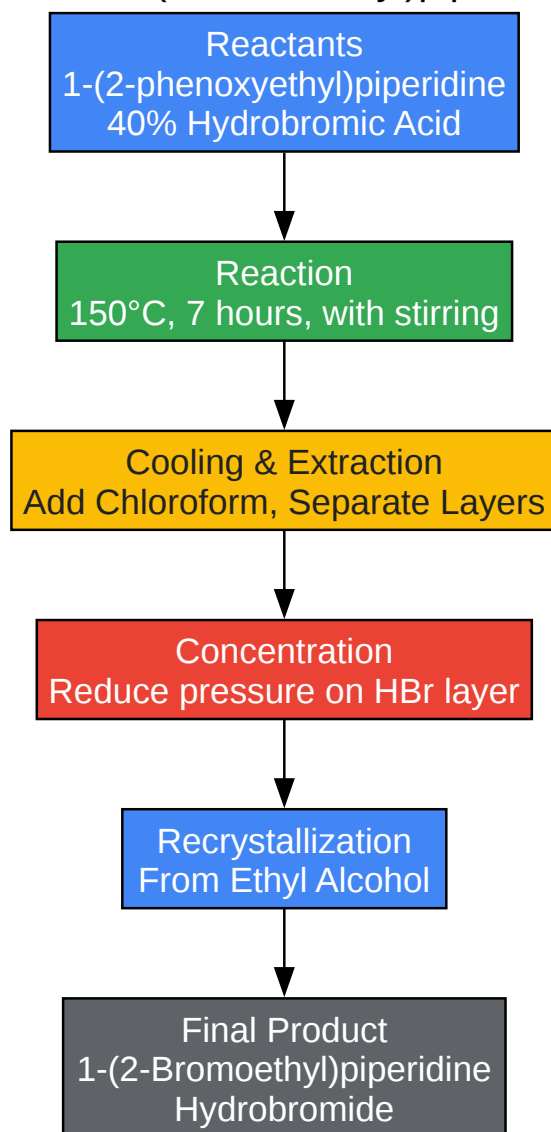 Reactants
1-(2-phenoxyethyl)piperidine
40% Hydrobromic Acid
Reaction
150°C, 7 hours, with stirring
Cooling & Extraction
Add Chloroform, Separate Layers
Concentration
Reduce pressure on HBr layer
Recrystallization
From Ethyl Alcohol
Final Product
1-(2-Bromoethyl)piperidine
Hydrobromide